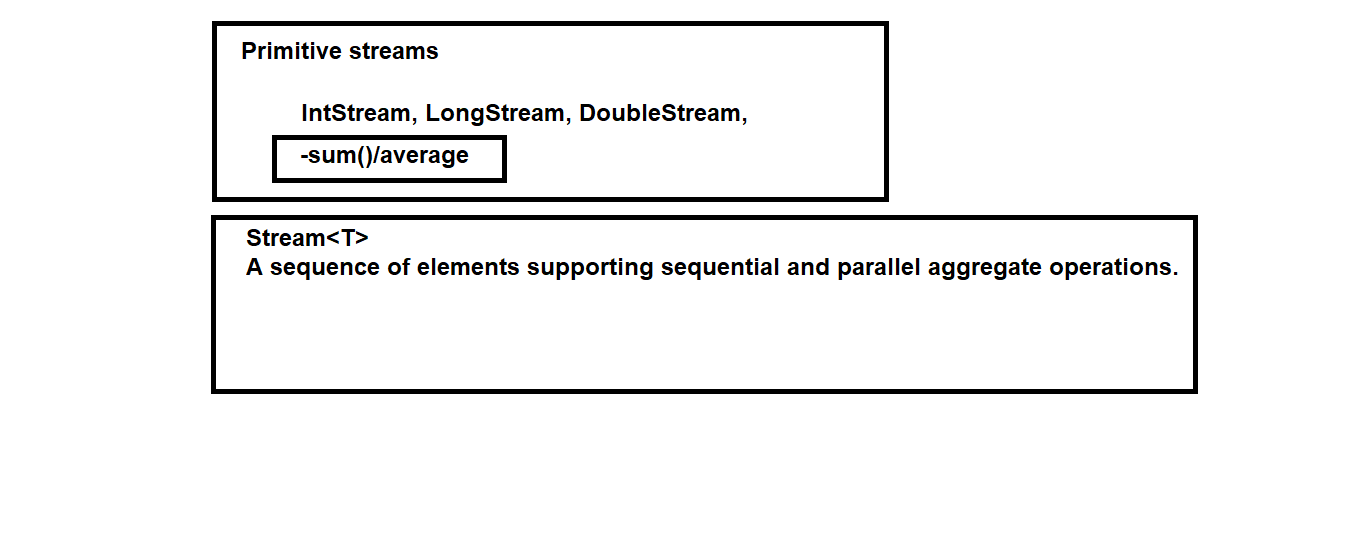 Primitive streams
IntStream, LongStream, DoubleStream,
-sum()/average
Stream<T>
A sequence of elements supporting sequential and parallel aggregate operations.